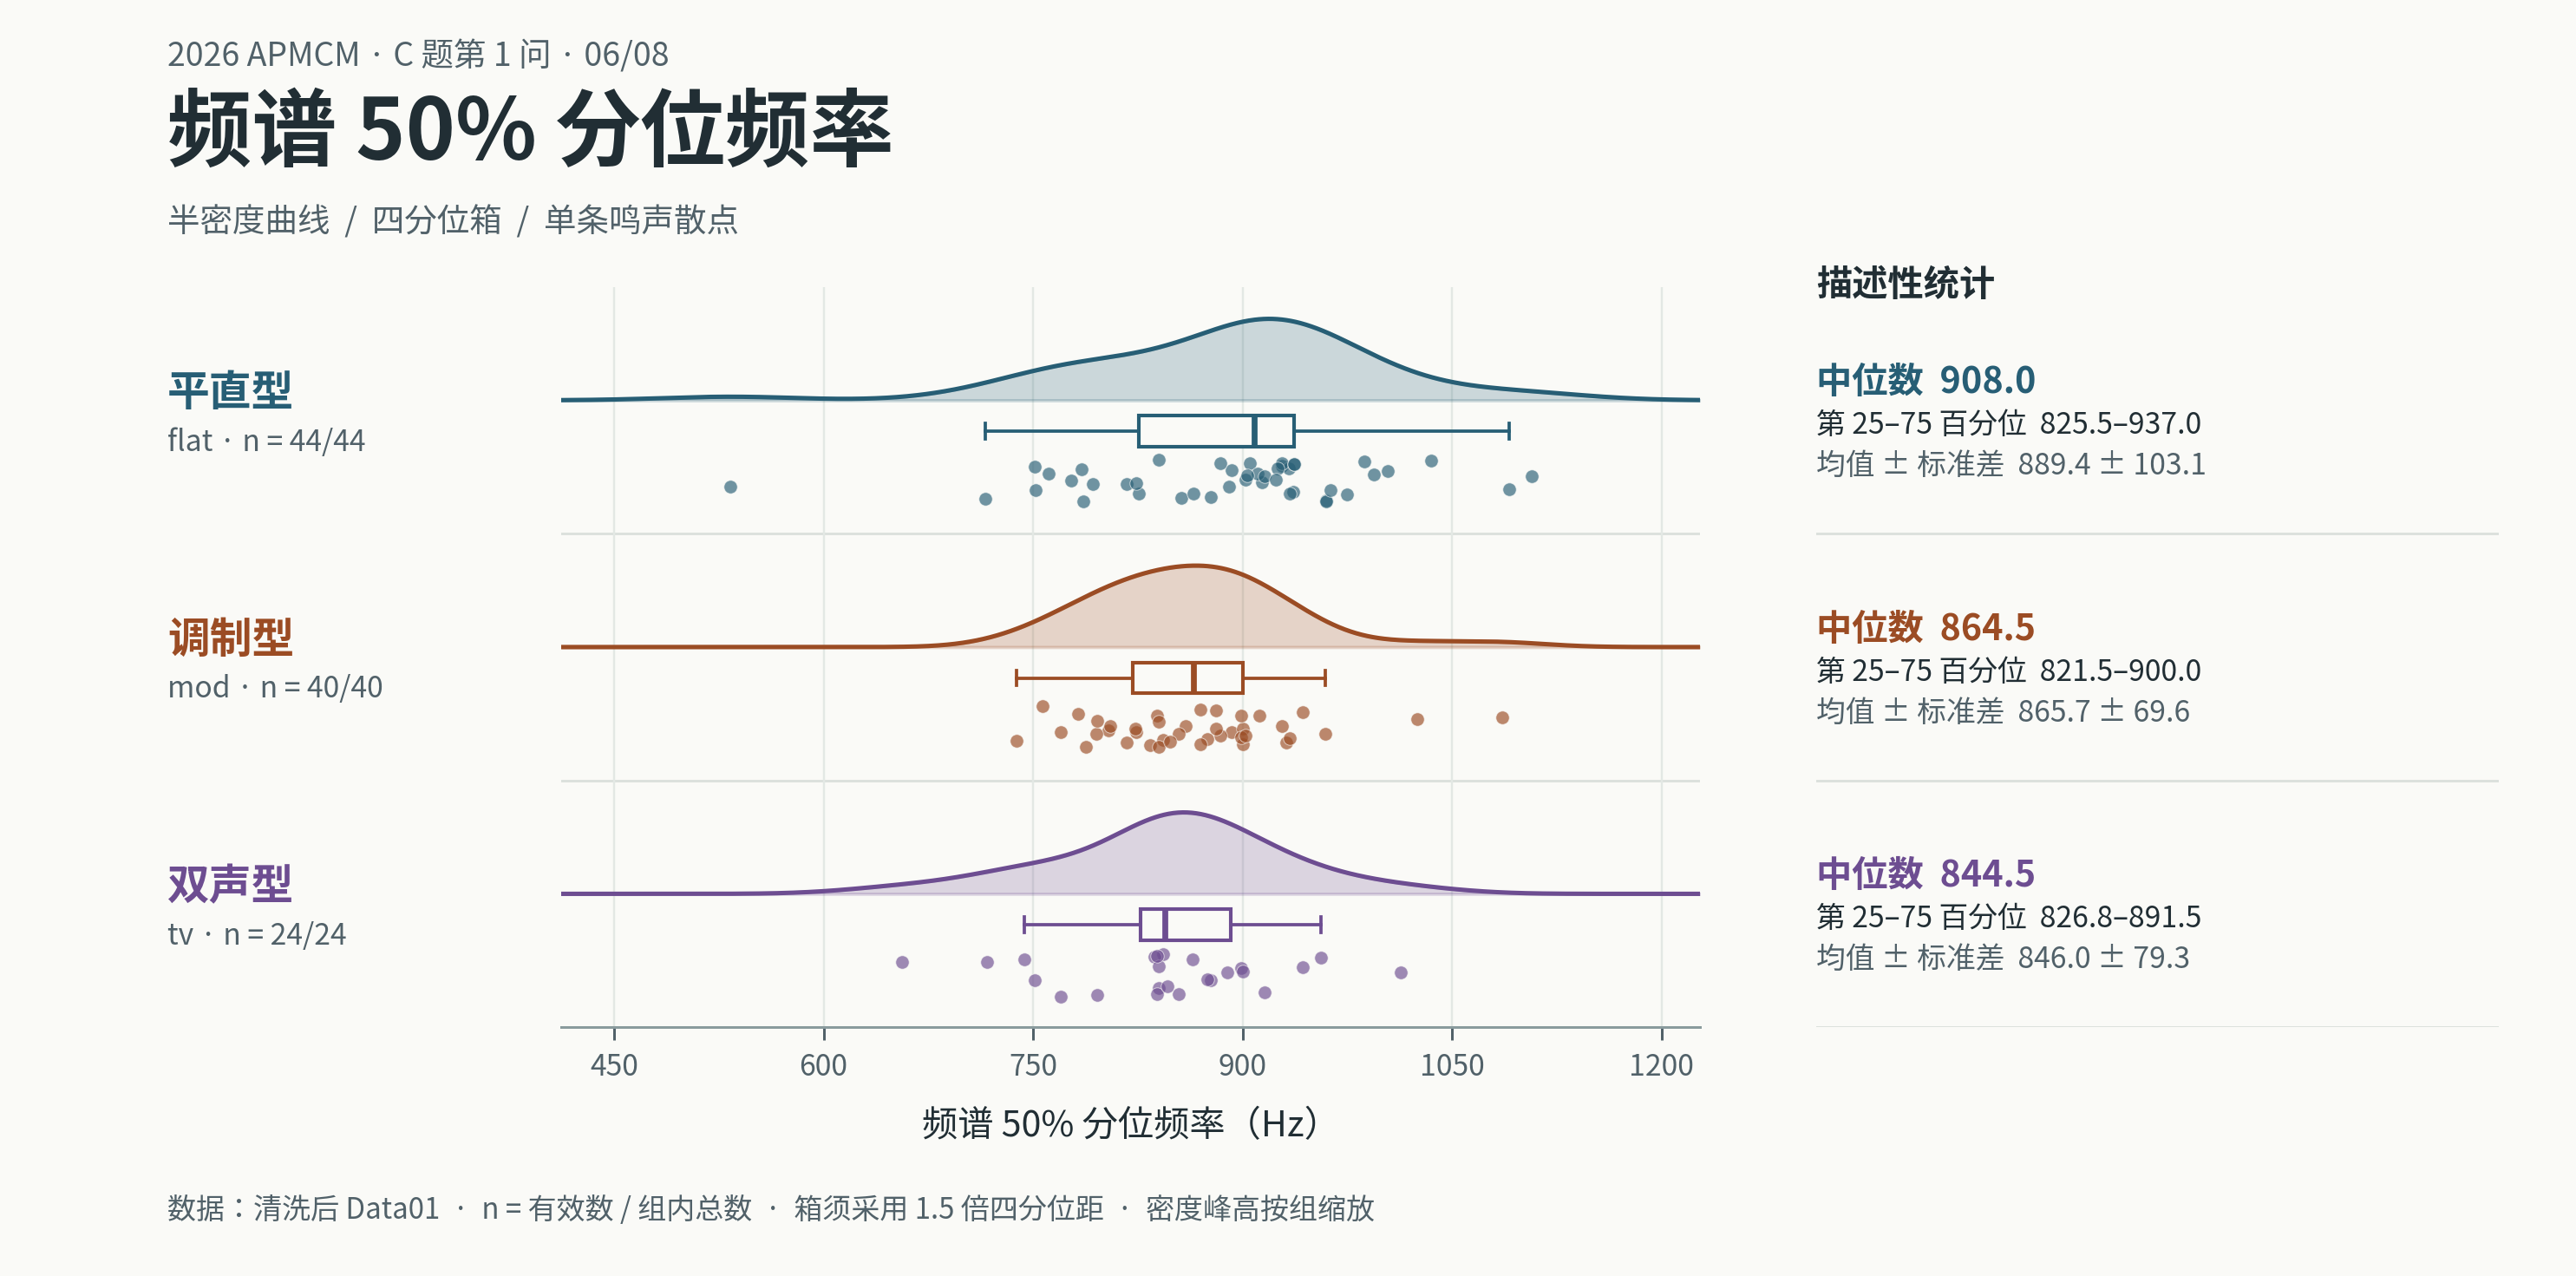 2026 APMCM · C 题第 1 问 · 06/08
频谱 50% 分位频率
半密度曲线 / 四分位箱 / 单条鸣声散点
描述性统计
平直型
flat · n = 44/44
中位数 908.0
第 25–75 百分位 825.5–937.0
均值 ± 标准差 889.4 ± 103.1
调制型
mod · n = 40/40
中位数 864.5
第 25–75 百分位 821.5–900.0
均值 ± 标准差 865.7 ± 69.6
双声型
tv · n = 24/24
中位数 844.5
第 25–75 百分位 826.8–891.5
均值 ± 标准差 846.0 ± 79.3
450 600 750 900 1050 1200
频谱 50% 分位频率（Hz）
数据：清洗后 Data01 · n = 有效数 / 组内总数 · 箱须采用 1.5 倍四分位距 · 密度峰高按组缩放